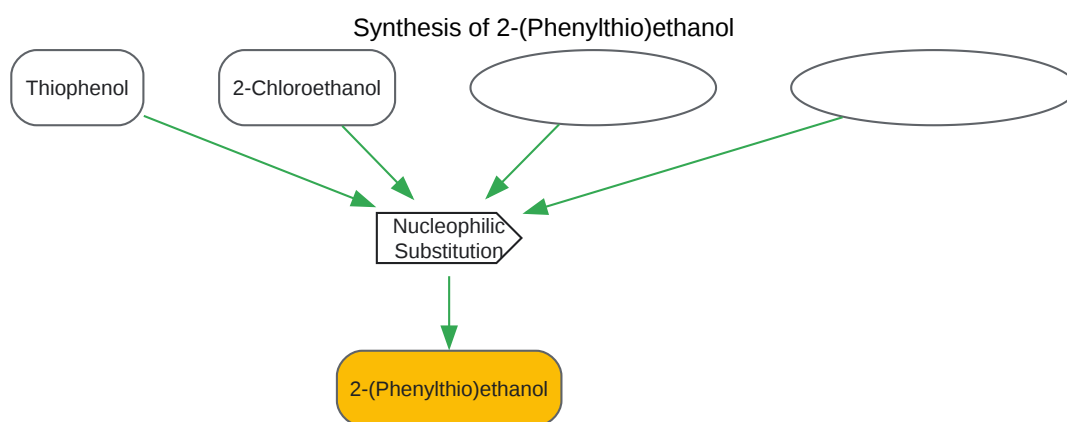 Synthesis of 2-(Phenylthio)ethanol
Thiophenol
2-Chloroethanol
Nucleophilic
Substitution
2-(Phenylthio)ethanol